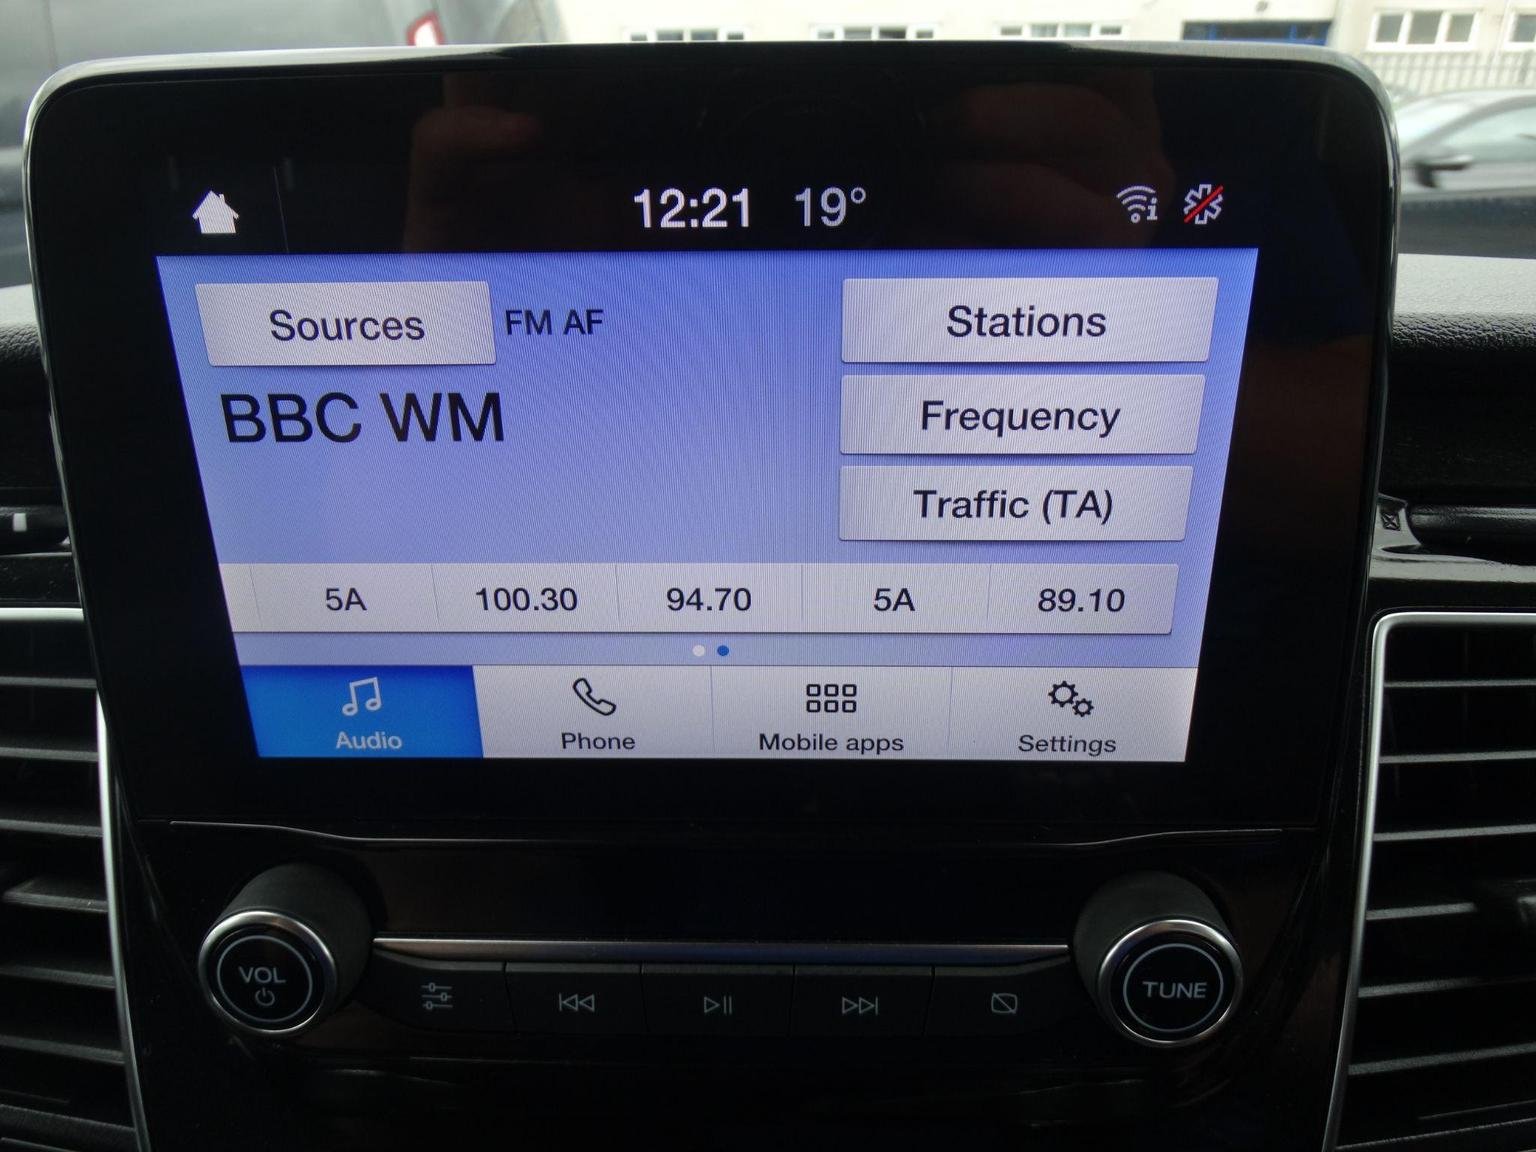 12:21 19°
Sources FM AF Stations
BBC WM Frequency
Traffic (TA)
5A 100.30 94.70 5A 89.10
Audio Phone Mobile apps Settings
VOL TUNE